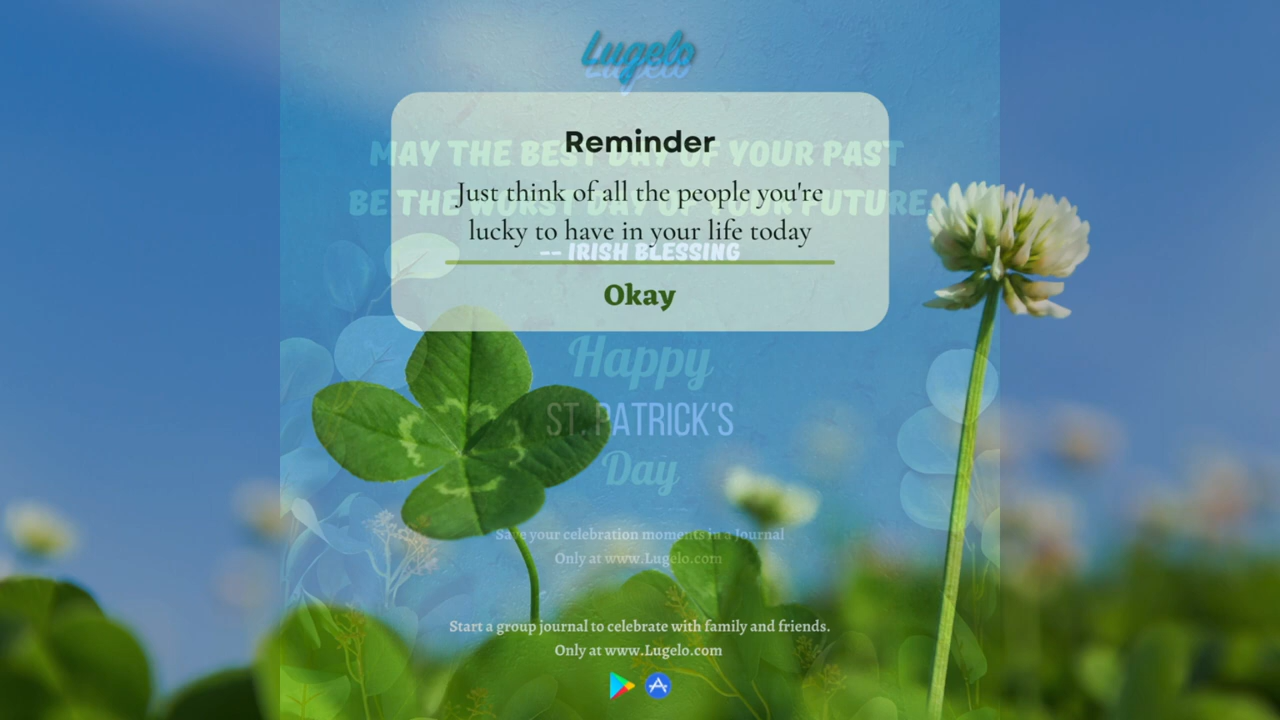 Lugelo
Lugelo
Reminder
MAY THE BEST DAY OF YOUR PAST
Just think of all the people you're
BE THE WORST DAY OF YOUR FUTURE
lucky to have in your life today
-- IRISH BLESSING
Okay
Happy
ST. PATRICK'S
Day
Save your celebration moments in a Journal
Only at www.Lugelo.com
Start a group journal to celebrate with family and friends.
Only at www.Lugelo.com